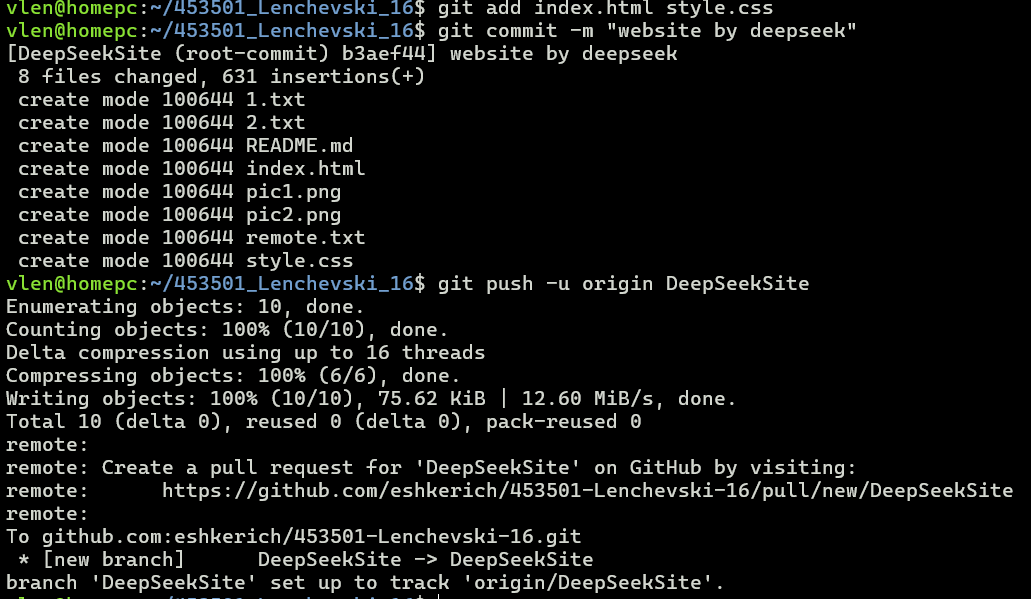 vlen@homepc:~/453501_Lenchevski_16$ git add index.html style.css
vlen@homepc:~/453501_Lenchevski_16$ git commit -m "website by deepseek"
[DeepSeekSite (root-commit) b3aef44] website by deepseek
 8 files changed, 631 insertions(+)
 create mode 100644 1.txt
 create mode 100644 2.txt
 create mode 100644 README.md
 create mode 100644 index.html
 create mode 100644 pic1.png
 create mode 100644 pic2.png
 create mode 100644 remote.txt
 create mode 100644 style.css
vlen@homepc:~/453501_Lenchevski_16$ git push -u origin DeepSeekSite
Enumerating objects: 10, done.
Counting objects: 100% (10/10), done.
Delta compression using up to 16 threads
Compressing objects: 100% (6/6), done.
Writing objects: 100% (10/10), 75.62 KiB | 12.60 MiB/s, done.
Total 10 (delta 0), reused 0 (delta 0), pack-reused 0
remote:
remote: Create a pull request for 'DeepSeekSite' on GitHub by visiting:
remote:      https://github.com/eshkerich/453501-Lenchevski-16/pull/new/DeepSeekSite
remote:
To github.com:eshkerich/453501-Lenchevski-16.git
 * [new branch]      DeepSeekSite -> DeepSeekSite
branch 'DeepSeekSite' set up to track 'origin/DeepSeekSite'.